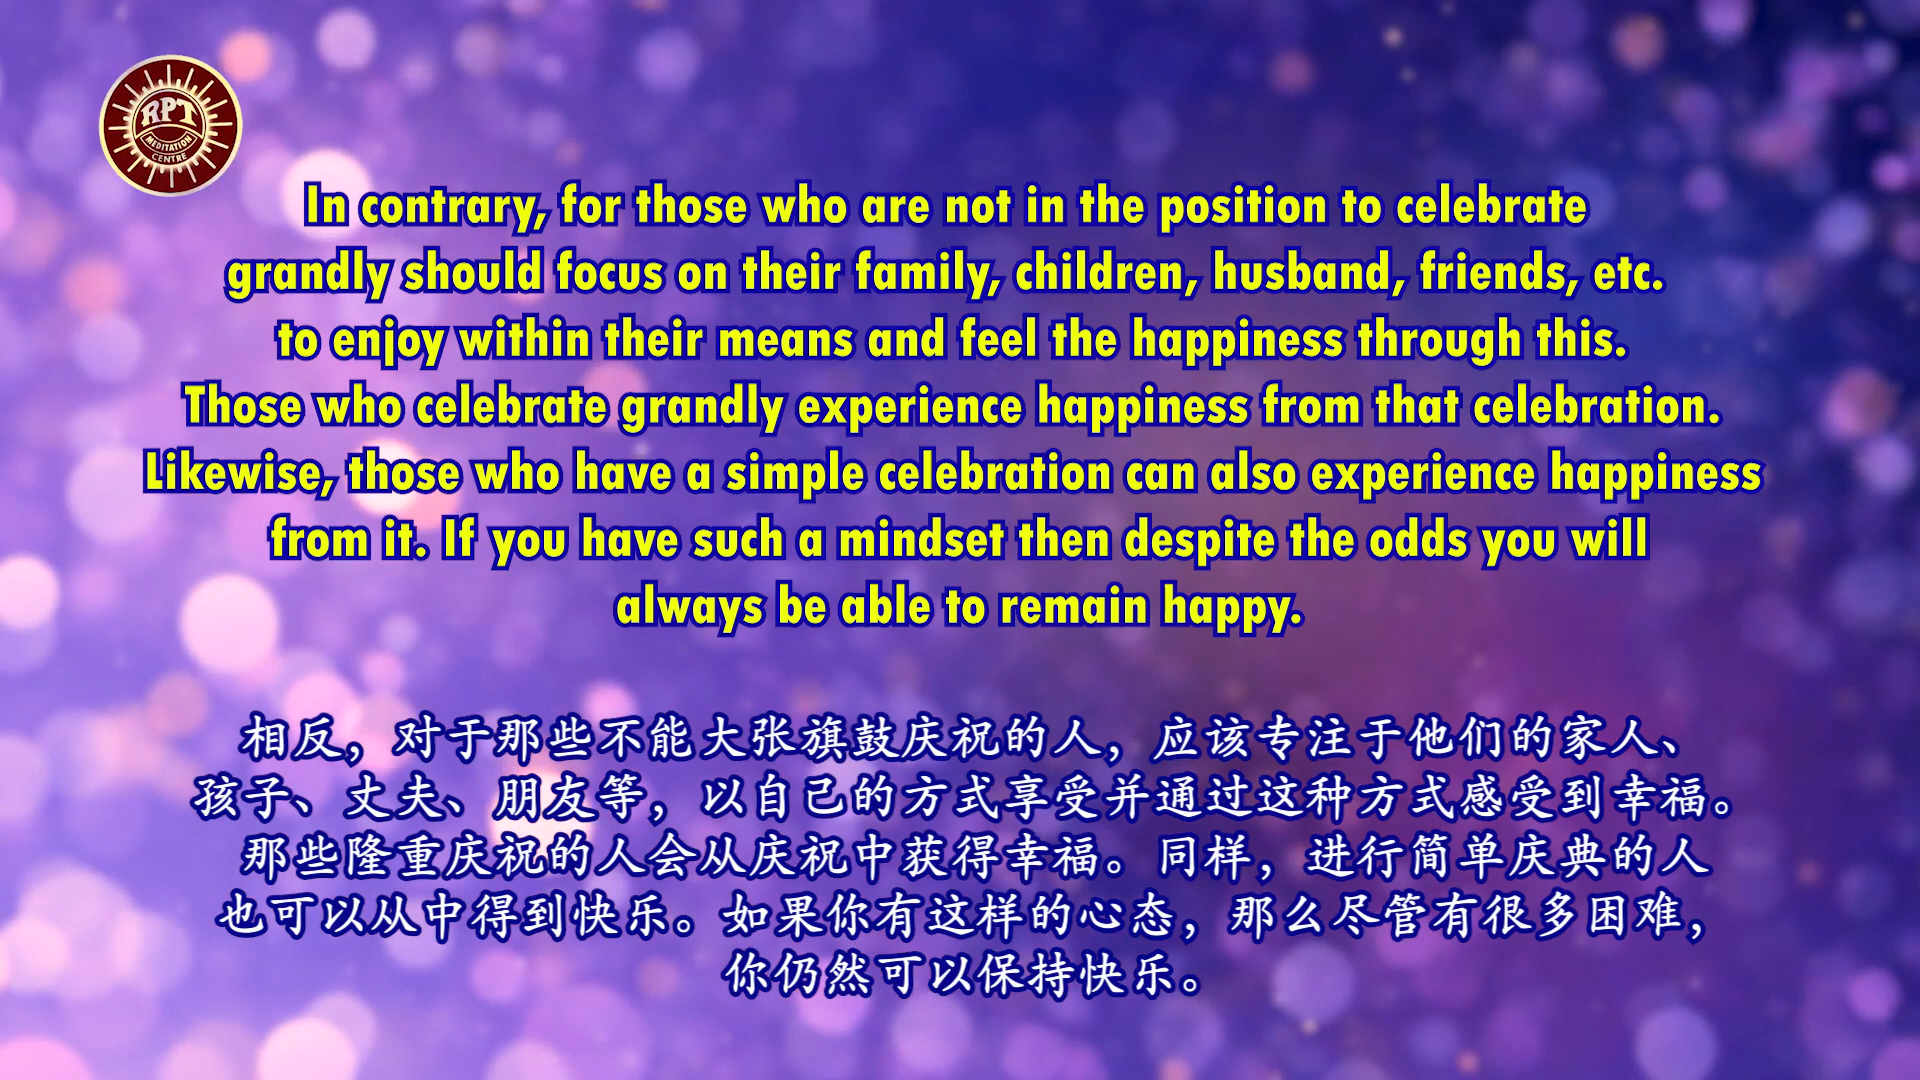 RPT
MEDITATION
CENTRE
In contrary, for those who are not in the position to celebrate
grandly should focus on their family, children, husband, friends, etc.
to enjoy within their means and feel the happiness through this.
Those who celebrate grandly experience happiness from that celebration.
Likewise, those who have a simple celebration can also experience happiness
from it. If you have such a mindset then despite the odds you will
always be able to remain happy.
相反，对于那些不能大张旗鼓庆祝的人，应该专注于他们的家人、
孩子、丈夫、朋友等，以自己的方式享受并通过这种方式感受到幸福。
那些隆重庆祝的人会从庆祝中获得幸福。同样，进行简单庆典的人
也可以从中得到快乐。如果你有这样的心态，那么尽管有很多困难，
你仍然可以保持快乐。